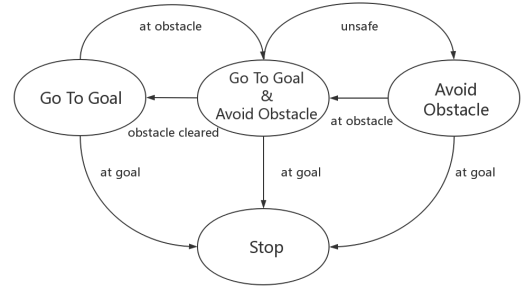 at obstacle
unsafe
Go To Goal
Go To Goal
&
Avoid Obstacle
Avoid
Obstacle
at obstacle
obstacle cleared
at goal
at goal
at goal
Stop